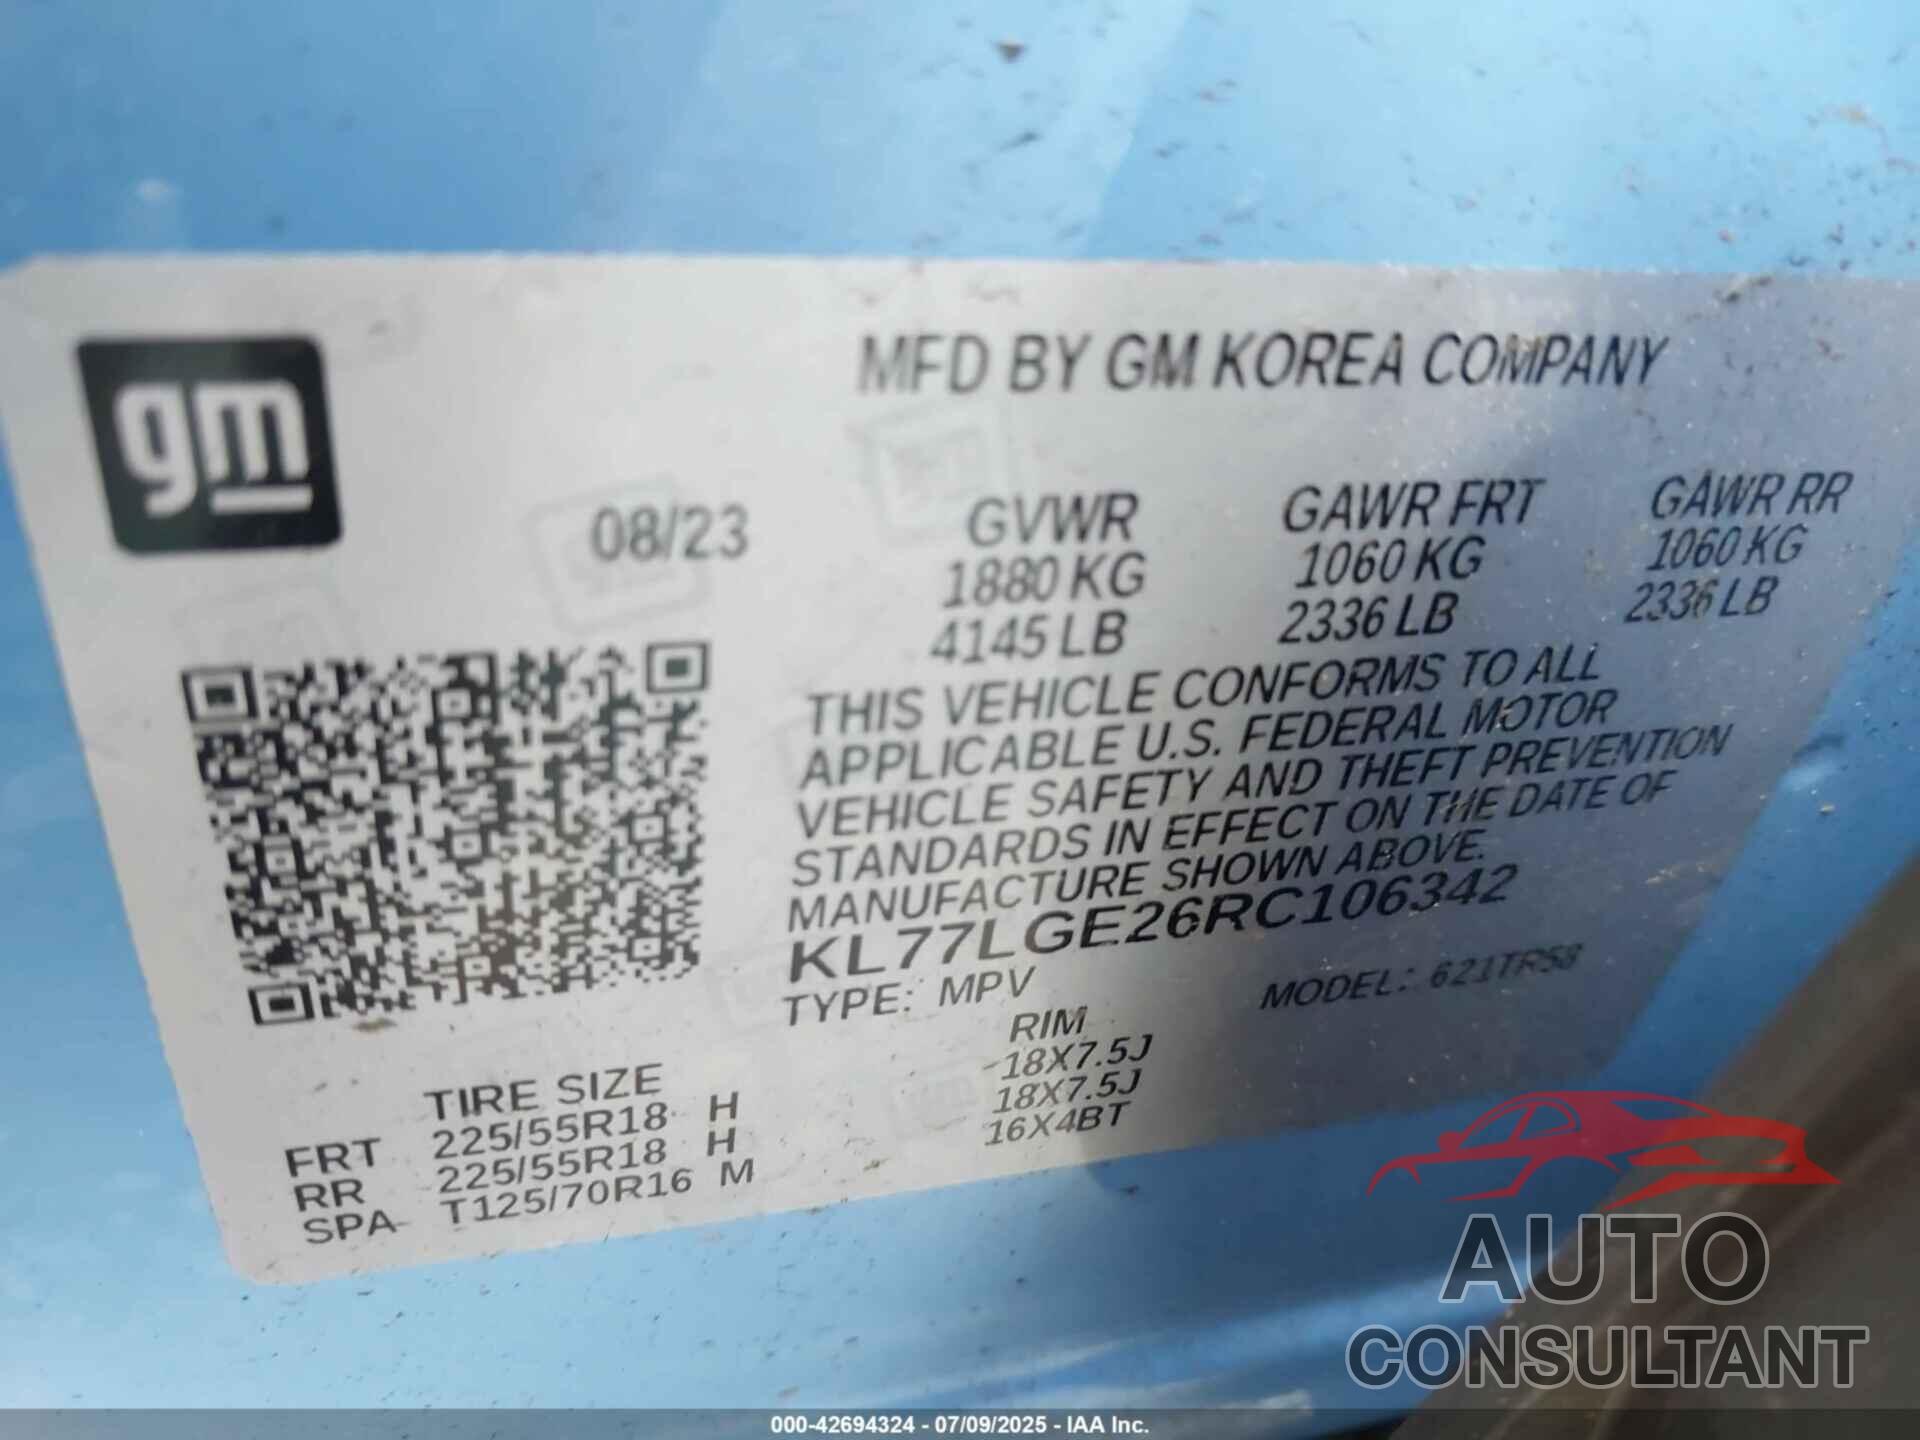 gm
MFD BY GM KOREA COMPANY
08/23
GVWR GAWR FRT GAWR RR
1880 KG 1060 KG 1060 KG
4145 LB 2336 LB 2336 LB
THIS VEHICLE CONFORMS TO ALL
APPLICABLE U.S. FEDERAL MOTOR
VEHICLE SAFETY AND THEFT PREVENTION
STANDARDS IN EFFECT ON THE DATE OF
MANUFACTURE SHOWN ABOVE.
KL77LGE26RC106342
TYPE: MPV MODEL: 621TR58
TIRE SIZE RIM
FRT 225/55R18 H 18X7.5J
RR 225/55R18 H 18X7.5J
SPA T125/70R16 M 16X4BT
AUTO
CONSULTANT
000-42694324 - 07/09/2025 - IAA Inc.